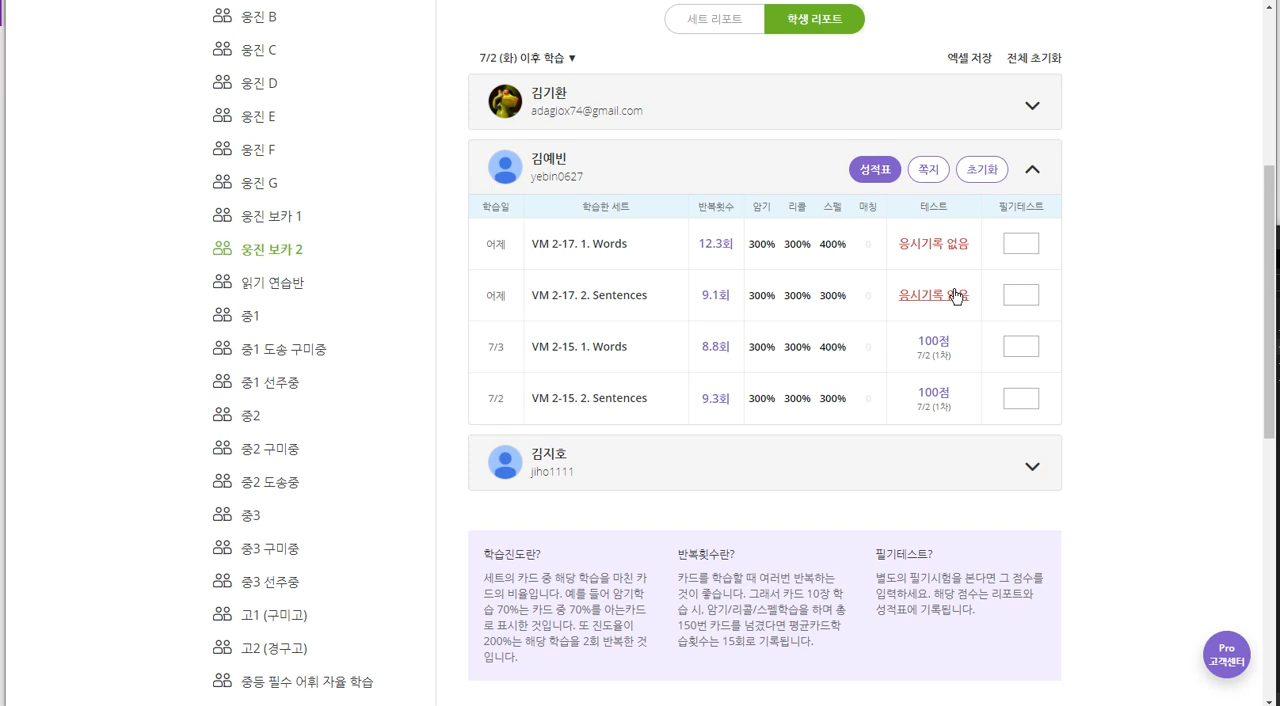 웅진 B
웅진 C
웅진 D
웅진 E
웅진 F
웅진 G
웅진 보카 1
웅진 보카 2
읽기 연습반
중1
중1 도송 구미중
중1 선주중
중2
중2 구미중
중2 도송중
중3
중3 구미중
중3 선주중
고1 (구미고)
고2 (경구고)
중등 필수 어휘 자율 학습
세트 리포트
학생 리포트
7/2 (화) 이후 학습 ▼
엑셀 저장 전체 초기화
김기환
adagiox74@gmail.com
김예빈
yebin0627
성적표 쪽지 초기화
학습일 학습한 세트 반복횟수 암기 리콜 스펠 매칭 테스트 필기테스트
어제 VM 2-17. 1. Words 12.3회 300% 300% 400% 0 응시기록 없음
어제 VM 2-17. 2. Sentences 9.1회 300% 300% 300% 0 응시기록 없음
7/3 VM 2-15. 1. Words 8.8회 300% 300% 400% 0 100점
7/2 (1차)
7/2 VM 2-15. 2. Sentences 9.3회 300% 300% 300% 0 100점
7/2 (1차)
김지호
jiho1111
학습진도란?
세트의 카드 중 해당 학습을 마친 카
드의 비율입니다. 예를 들어 암기학
습 70%는 카드 중 70%를 아는카드
로 표시한 것입니다. 또 진도율이
200%는 해당 학습을 2회 반복한 것
입니다.
반복횟수란?
카드를 학습할 때 여러번 반복하는
것이 좋습니다. 그래서 카드 10장 학
습 시, 암기/리콜/스펠학습을 하며 총
150번 카드를 넘겼다면 평균카드학
습횟수는 15회로 기록됩니다.
필기테스트?
별도의 필기시험을 본다면 그 점수를
입력하세요. 해당 점수는 리포트와
성적표에 기록됩니다.
Pro
고객센터